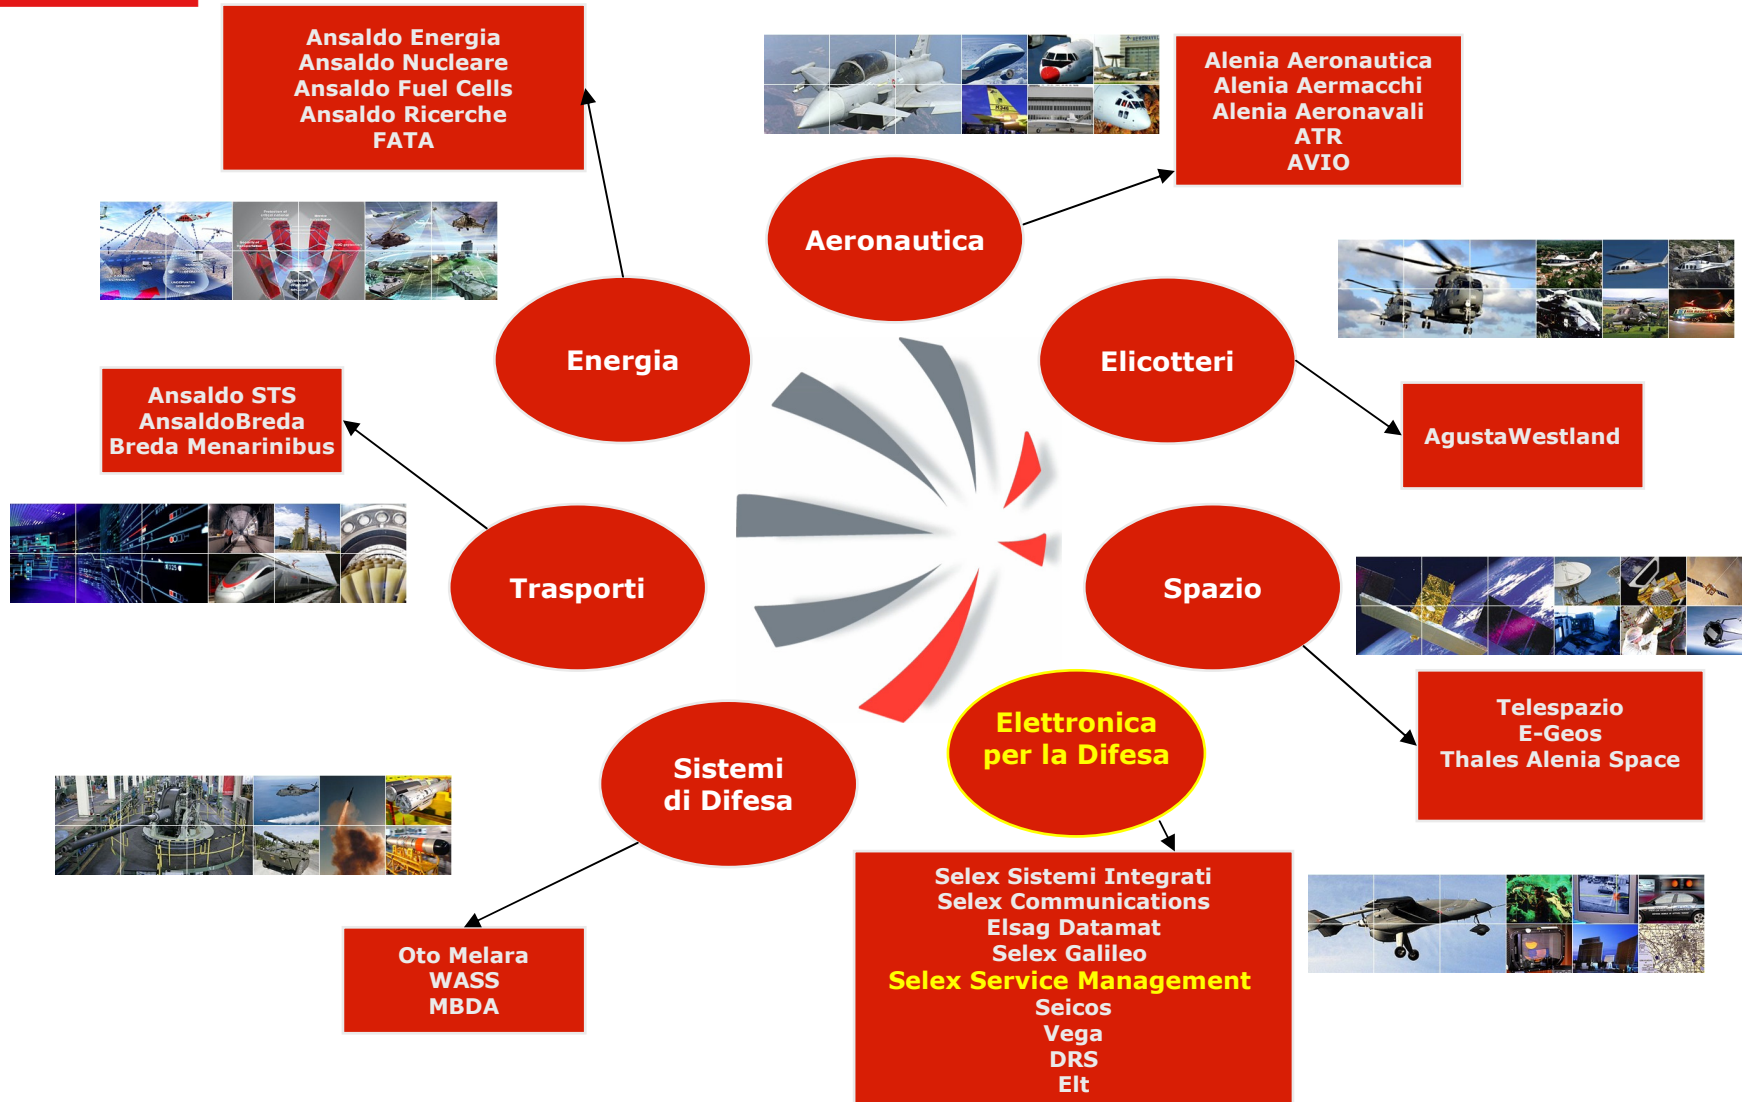 Ansaldo Energia
Ansaldo Nucleare
Ansaldo Fuel Cells
Ansaldo Ricerche
FATA
Alenia Aeronautica
Alenia Aermacchi
Alenia Aeronavali
ATR
AVIO
Aeronautica
Energia
Elicotteri
Ansaldo STS
AnsaldoBreda
Breda Menarinibus
AgustaWestland
Trasporti
Spazio
Elettronica
per la Difesa
Sistemi
di Difesa
Telespazio
E-Geos
Thales Alenia Space
Selex Sistemi Integrati
Selex Communications
Elsag Datamat
Selex Galileo
Selex Service Management
Seicos
Vega
DRS
Elt
Oto Melara
WASS
MBDA